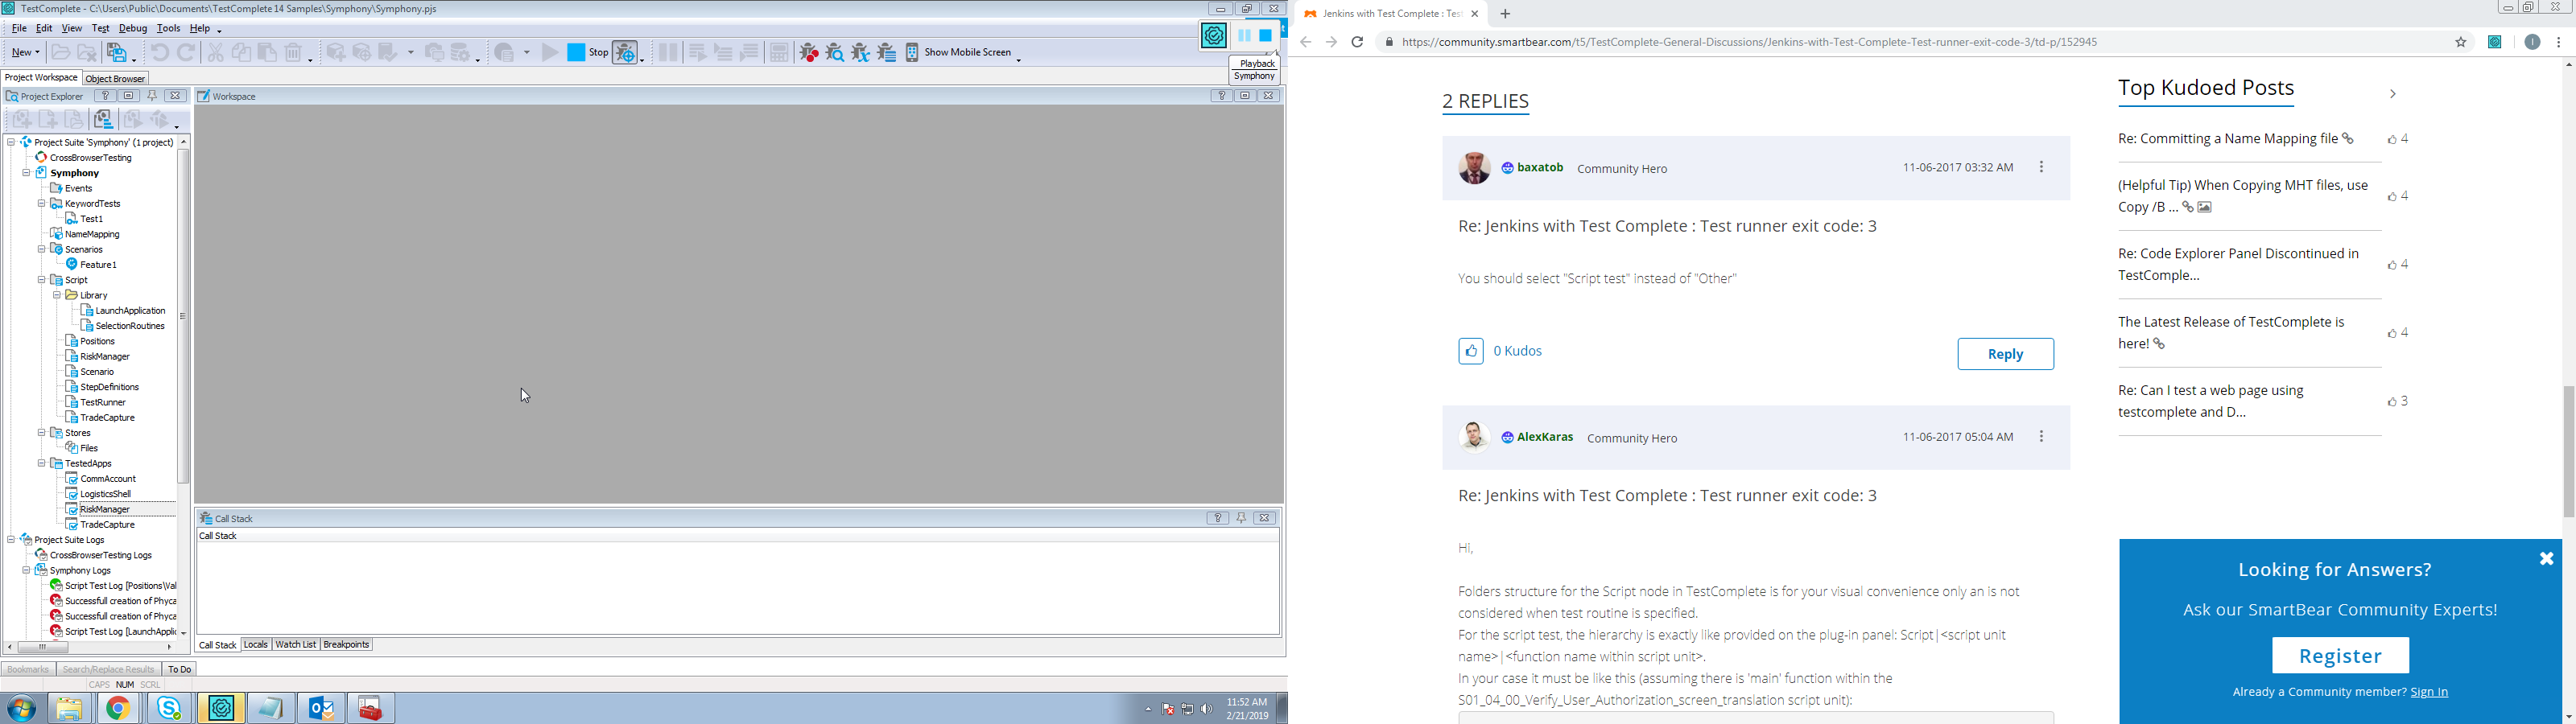 TestComplete - C:\Users\Public\Documents\TestComplete 14 Samples\Symphony\Symphony.pjs
File Edit View Test Debug Tools Help
New Stop Show Mobile Screen
Playback
Symphony
Project Workspace Object Browser
Project Explorer
Workspace
Project Suite 'Symphony' (1 project)
CrossBrowserTesting
Symphony
Events
KeywordTests
Test1
NameMapping
Scenarios
Feature1
Script
Library
LaunchApplication
SelectionRoutines
Positions
RiskManager
Scenario
StepDefinitions
TestRunner
TradeCapture
Stores
Files
TestedApps
CommAccount
LogisticsShell
RiskManager
TradeCapture
Project Suite Logs
CrossBrowserTesting Logs
Symphony Logs
Script Test Log [Positions\Val
Successfull creation of Phyca
Successfull creation of Phyca
Script Test Log [LaunchApplic
Call Stack
Call Stack
Call Stack Locals Watch List Breakpoints
Bookmarks Search/Replace Results To Do
CAPS NUM SCRL
11:52 AM
2/21/2019
Jenkins with Test Complete : Test
https://community.smartbear.com/t5/TestComplete-General-Discussions/Jenkins-with-Test-Complete-Test-runner-exit-code-3/td-p/152945
2 REPLIES
baxatob Community Hero 11-06-2017 03:32 AM
Re: Jenkins with Test Complete : Test runner exit code: 3
You should select "Script test" instead of "Other"
0 Kudos Reply
AlexKaras Community Hero 11-06-2017 05:04 AM
Re: Jenkins with Test Complete : Test runner exit code: 3
Hi,
Folders structure for the Script node in TestComplete is for your visual convenience only an is not
considered when test routine is specified.
For the script test, the hierarchy is exactly like provided on the plug-in panel: Script|<script unit
name>|<function name within script unit>.
In your case it must be like this (assuming there is 'main' function within the
S01_04_00_Verify_User_Authorization_screen_translation script unit):
Top Kudoed Posts
Re: Committing a Name Mapping file 4
(Helpful Tip) When Copying MHT files, use
Copy /B ... 4
Re: Code Explorer Panel Discontinued in
TestComple... 4
The Latest Release of TestComplete is
here! 4
Re: Can I test a web page using
testcomplete and D... 3
Looking for Answers?
Ask our SmartBear Community Experts!
Register
Already a Community member? Sign In